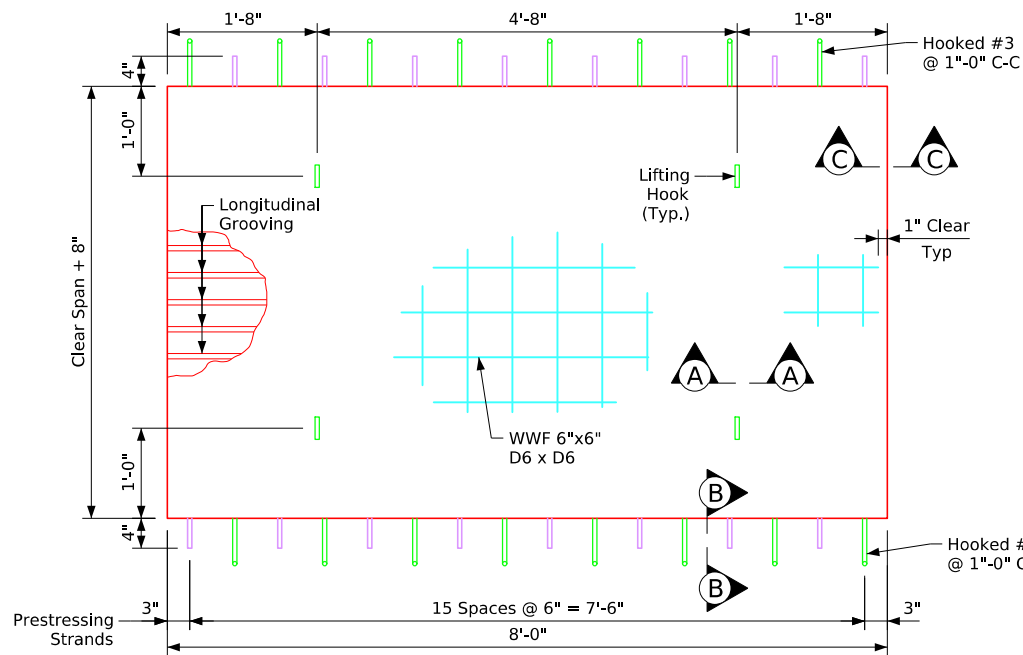 1'-8"
4'-8"
1'-8"
Hooked #3
@ 1"-0" C-C
4"
1'-0"
C
C
Lifting
Hook
(Typ.)
Longitudinal
Grooving
1" Clear
Typ
Clear Span + 8"
A
A
WWF 6"x6"
D6 x D6
1'-0"
B
4"
Hooked #
@ 1"-0" C
B
3"
15 Spaces @ 6" = 7'-6"
3"
Prestressing
Strands
8'-0"